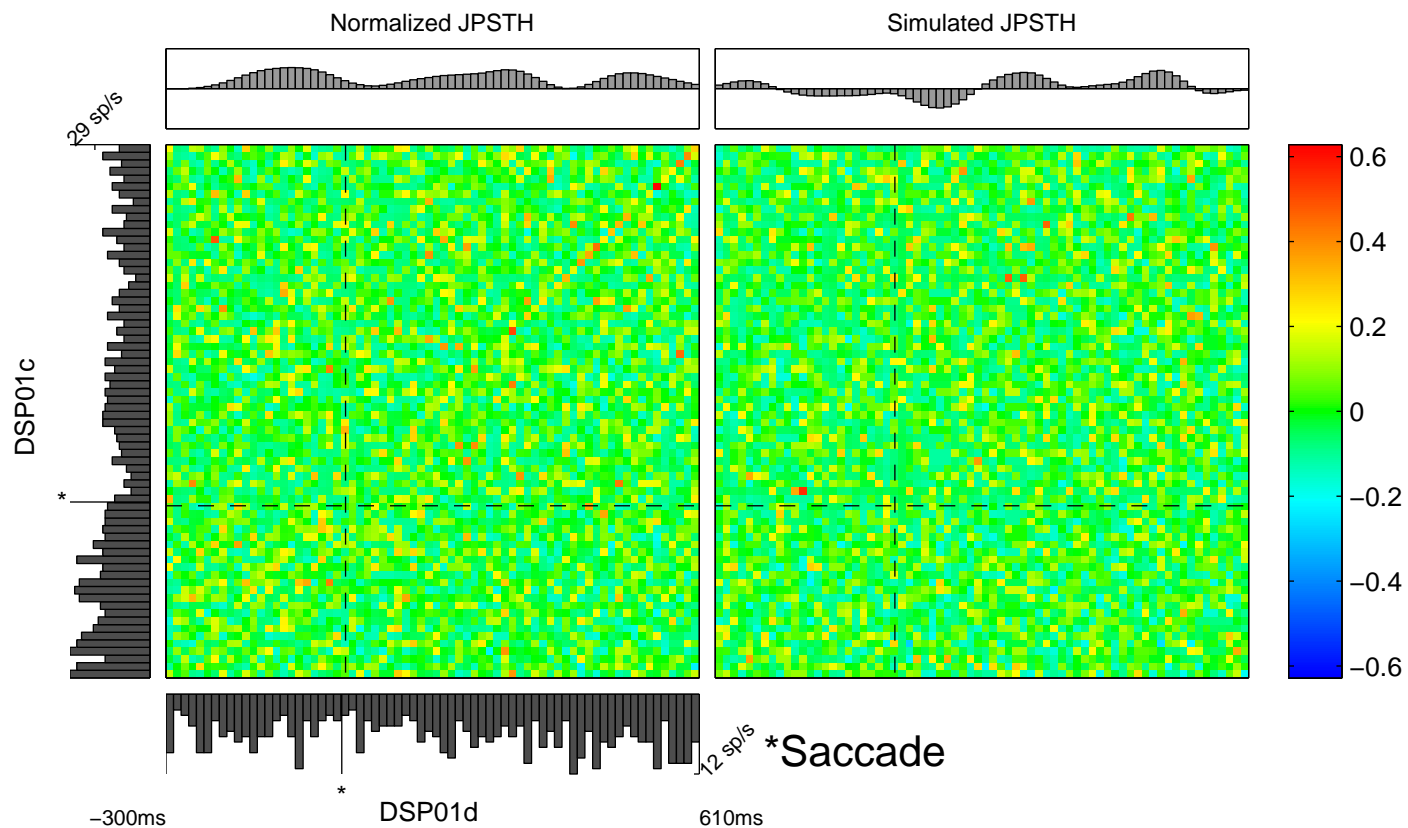 Normalized JPSTH
Simulated JPSTH
29 sp/s
DSP01c
*
0.6
0.4
0.2
0
−0.2
−0.4
−0.6
12 sp/s
*Saccade
*
DSP01d
−300ms
610ms